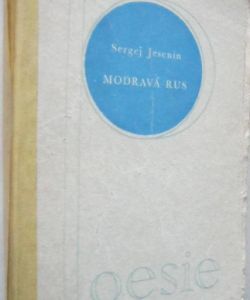 Sergej Jesenin
MODRAVÁ RUS
oesie